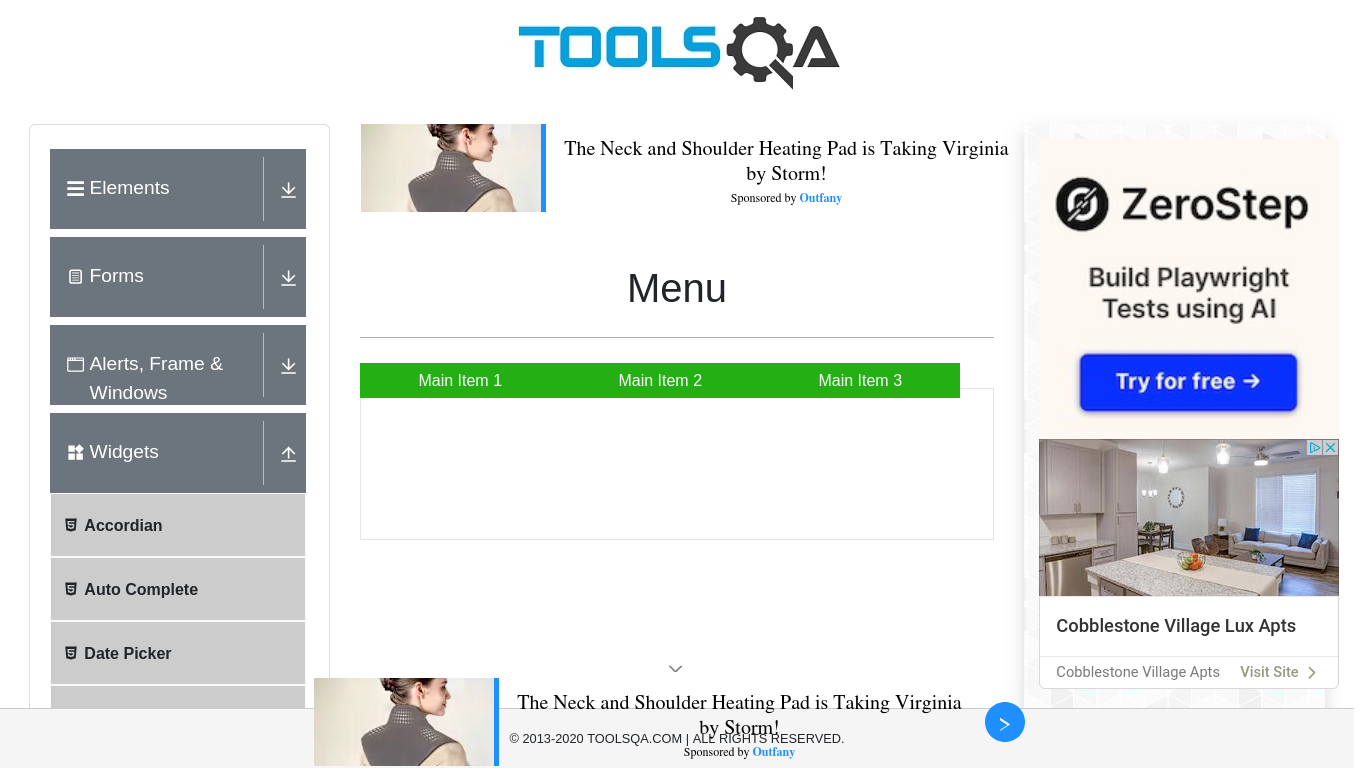 TOOLSQA
Elements
Forms
Alerts, Frame &
Windows
Widgets
Accordian
Auto Complete
Date Picker
The Neck and Shoulder Heating Pad is Taking Virginia
by Storm!
Sponsored by Outfany
Menu
Main Item 1
Main Item 2
Main Item 3
ZeroStep
Build Playwright
Tests using AI
Try for free →
Cobblestone Village Lux Apts
Cobblestone Village Apts
Visit Site
The Neck and Shoulder Heating Pad is Taking Virginia
by Storm!
© 2013-2020 TOOLSQA.COM | ALL RIGHTS RESERVED.
Sponsored by Outfany